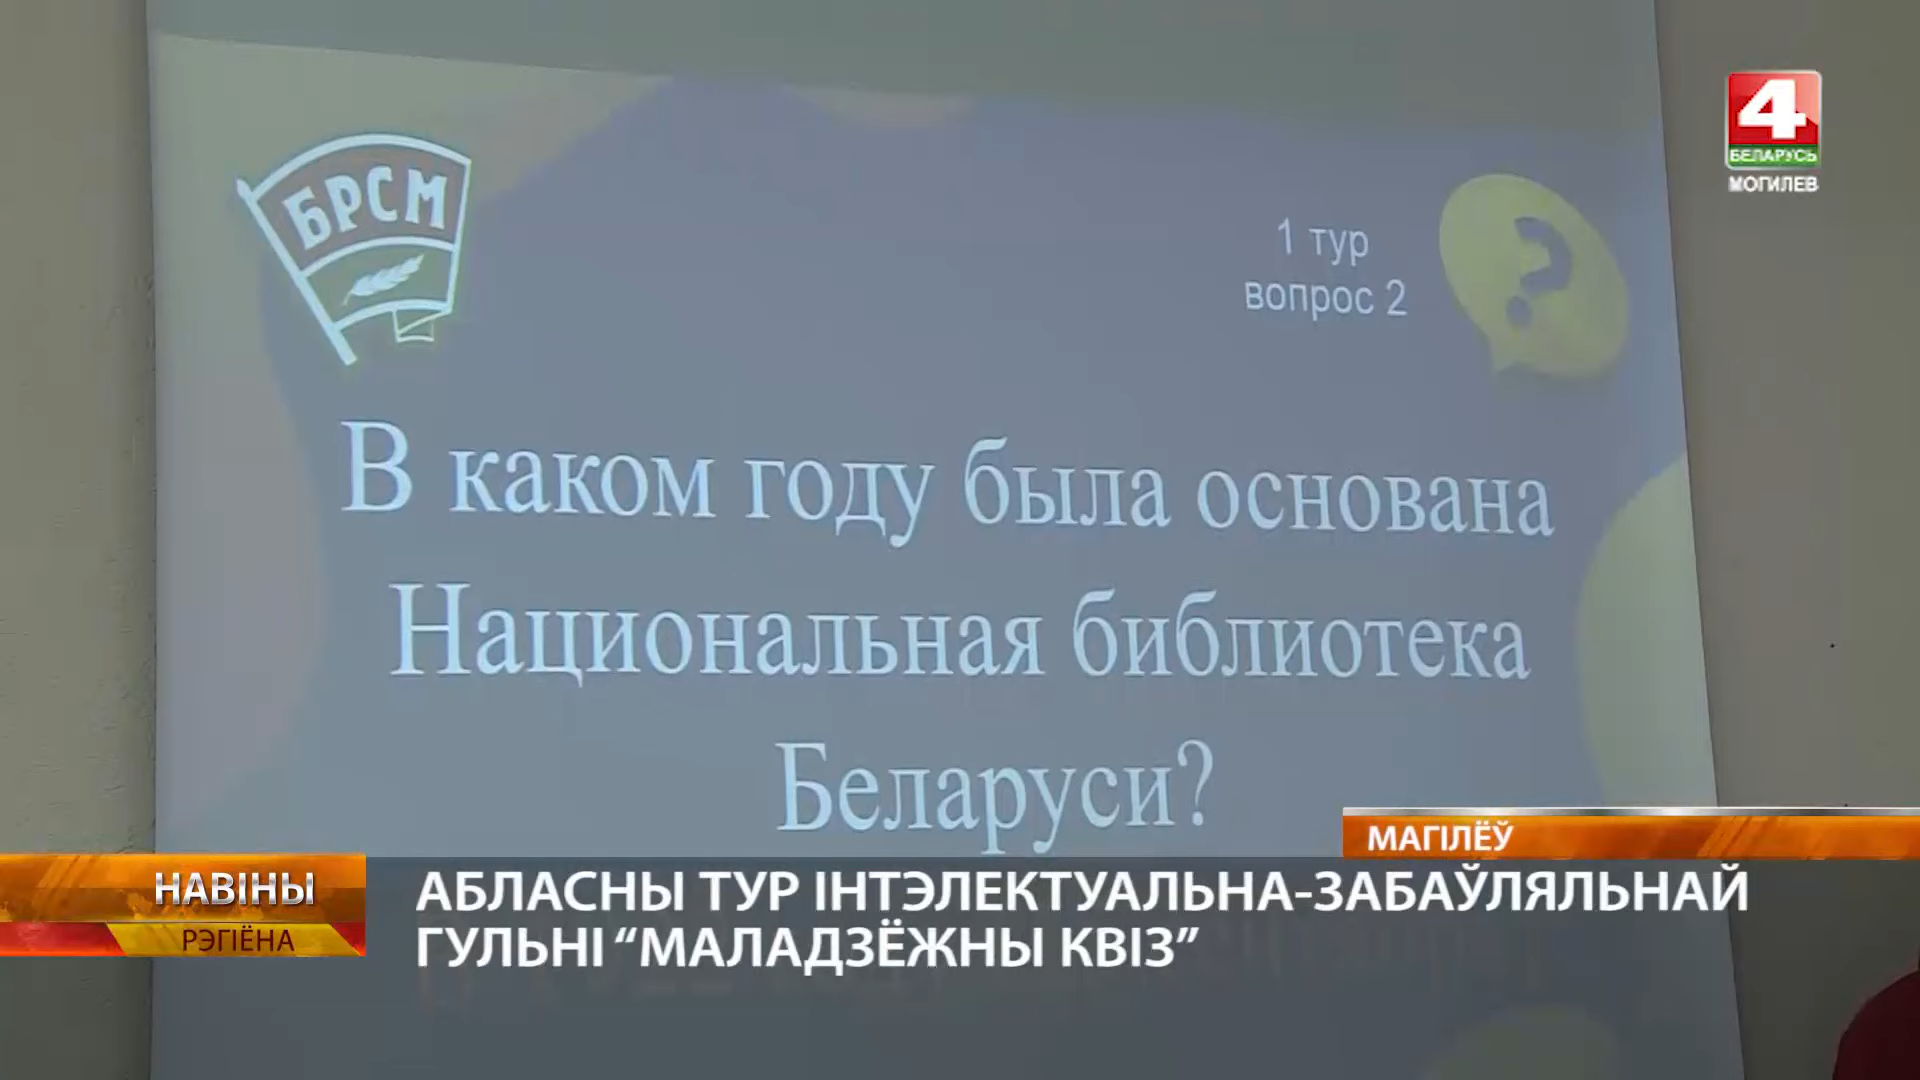 4
БЕЛАРУСЬ
МОГИЛЕВ
БРСМ
1 тур
вопрос 2
?
В каком году была основана
Национальная библиотека
Беларуси?
МАГІЛЁЎ
НАВІНЫ
РЭГІЁНА
АБЛАСНЫ ТУР ІНТЭЛЕКТУАЛЬНА-ЗАБАЎЛЯЛЬНАЙ
ГУЛЬНІ “МАЛАДЗЁЖНЫ КВІЗ”